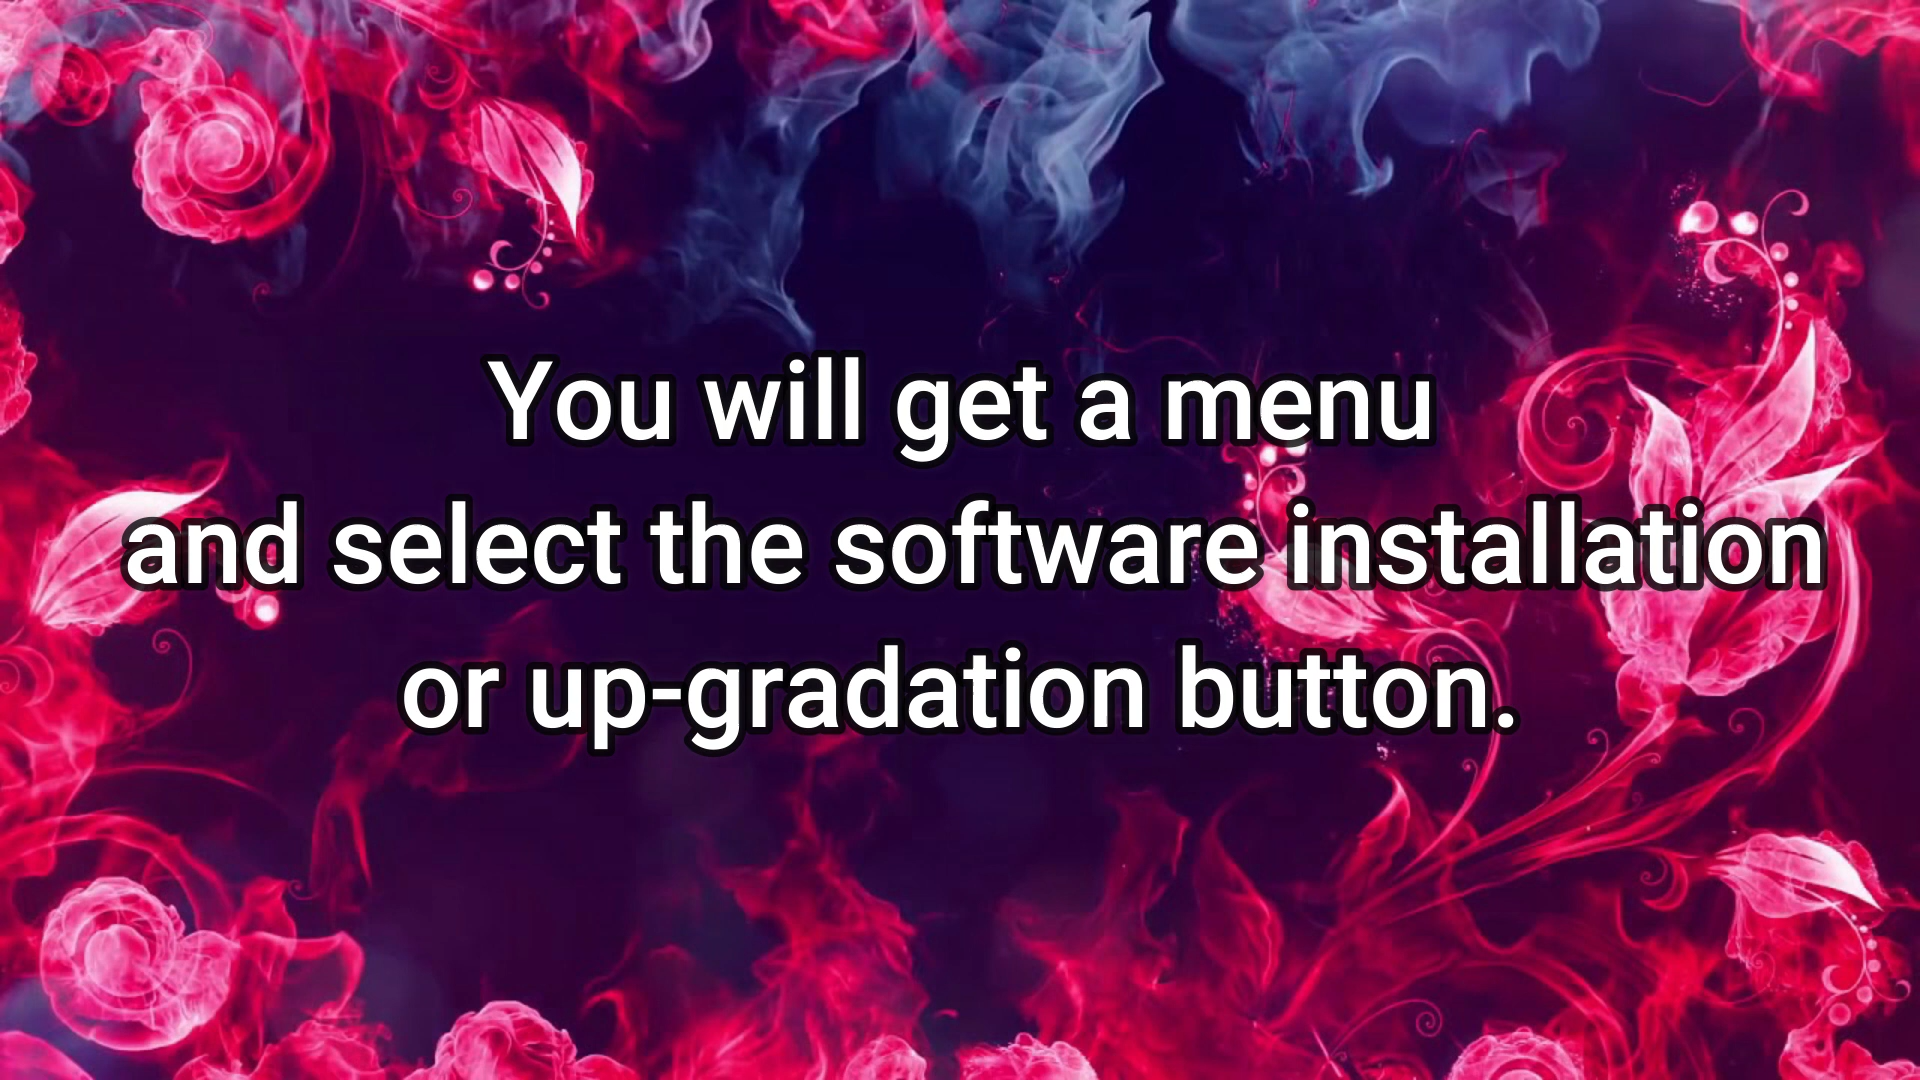 You will get a menu
and select the software installation
or up-gradation button.